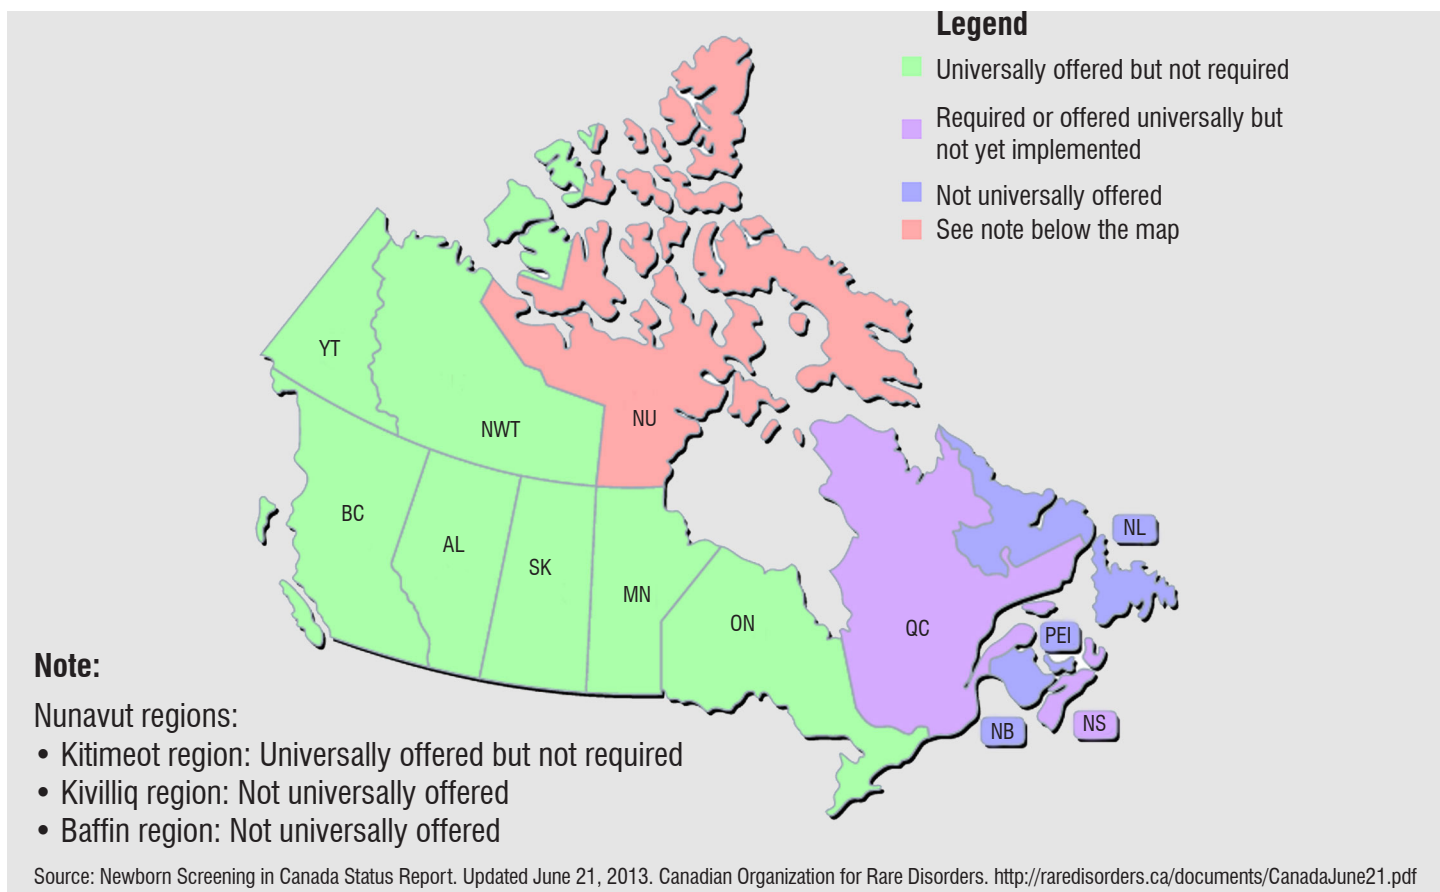 Legend
Universally offered but not required
Required or offered universally but
not yet implemented
Not universally offered
See note below the map
YT
NWT
NU
BC
AL
SK
MN
ON
QC
NL
PEI
NB
NS
Note:
Nunavut regions:
• Kitimeot region: Universally offered but not required
• Kivilliq region: Not universally offered
• Baffin region: Not universally offered
Source: Newborn Screening in Canada Status Report. Updated June 21, 2013. Canadian Organization for Rare Disorders. http://raredisorders.ca/documents/CanadaJune21.pdf